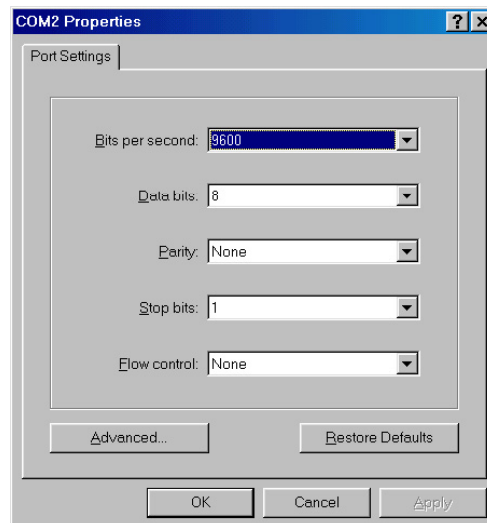 COM2 Properties
Port Settings
Bits per second: 9600
Data bits. 8
Parity: None
Stop bits: 1
Flow control: None
Advanced...
Restore Defaults
OK
Cancel
Apply